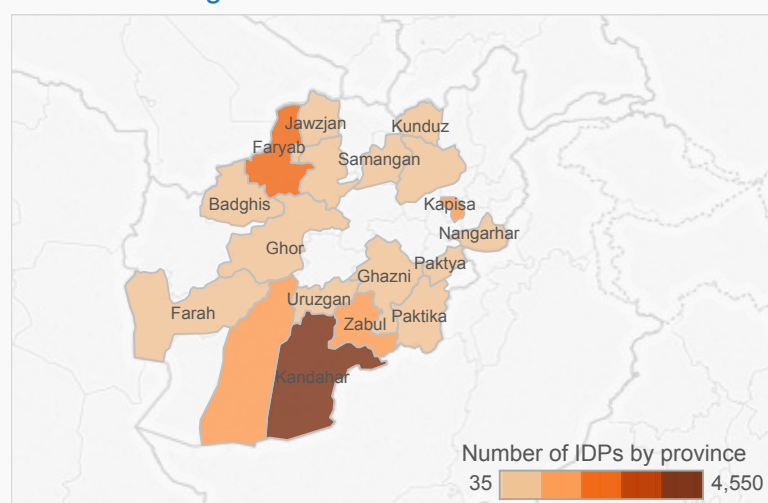 Jawzjan
Kunduz
Faryab
Samangan
Badghis
Kapisa
Nangarhar
Ghor
Paktya
Ghazni
Uruzgan
Farah
Zabul
Paktika
Kandahar
Number of IDPs by province
35
4,550